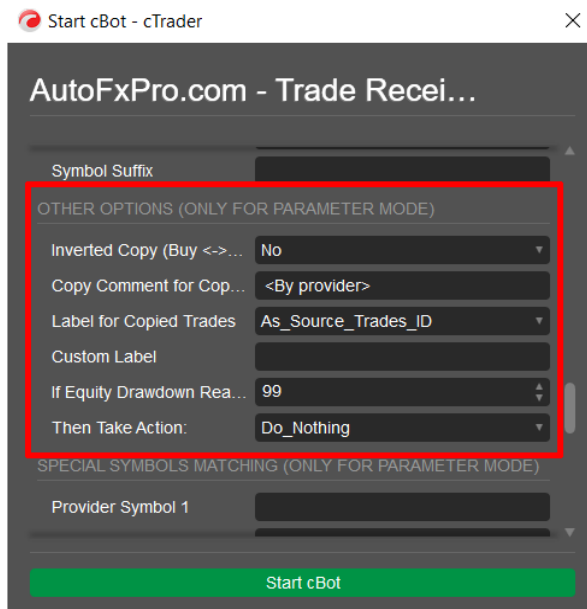 Start cBot - cTrader
AutoFxPro.com - Trade Recei...
Symbol Suffix
OTHER OPTIONS (ONLY FOR PARAMETER MODE)
Inverted Copy (Buy <->... No
Copy Comment for Cop... <By provider>
Label for Copied Trades As_Source_Trades_ID
Custom Label
If Equity Drawdown Rea... 99
Then Take Action: Do_Nothing
SPECIAL SYMBOLS MATCHING (ONLY FOR PARAMETER MODE)
Provider Symbol 1
Start cBot